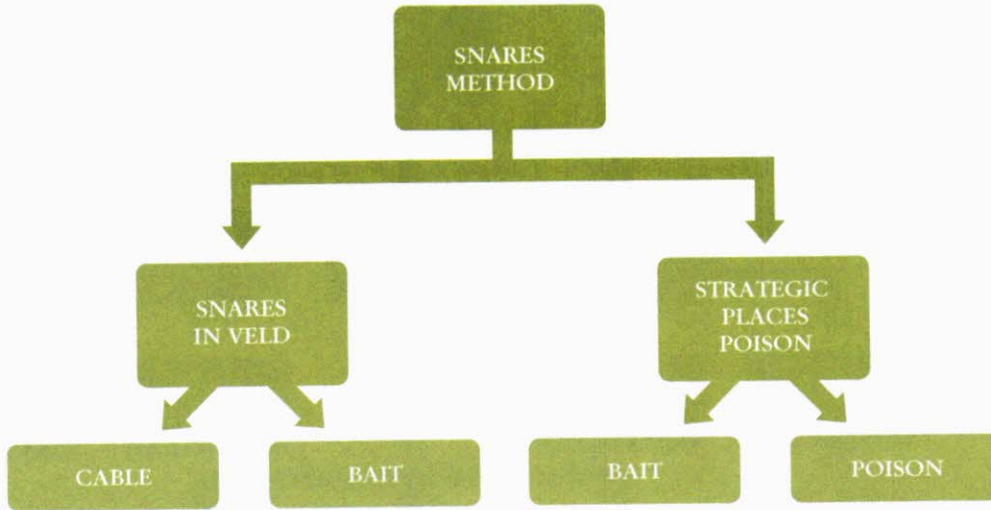 SNARES
METHOD
SNARES
IN VELD
STRATEGIC
PLACES
POISON
CABLE
BAIT
BAIT
POISON